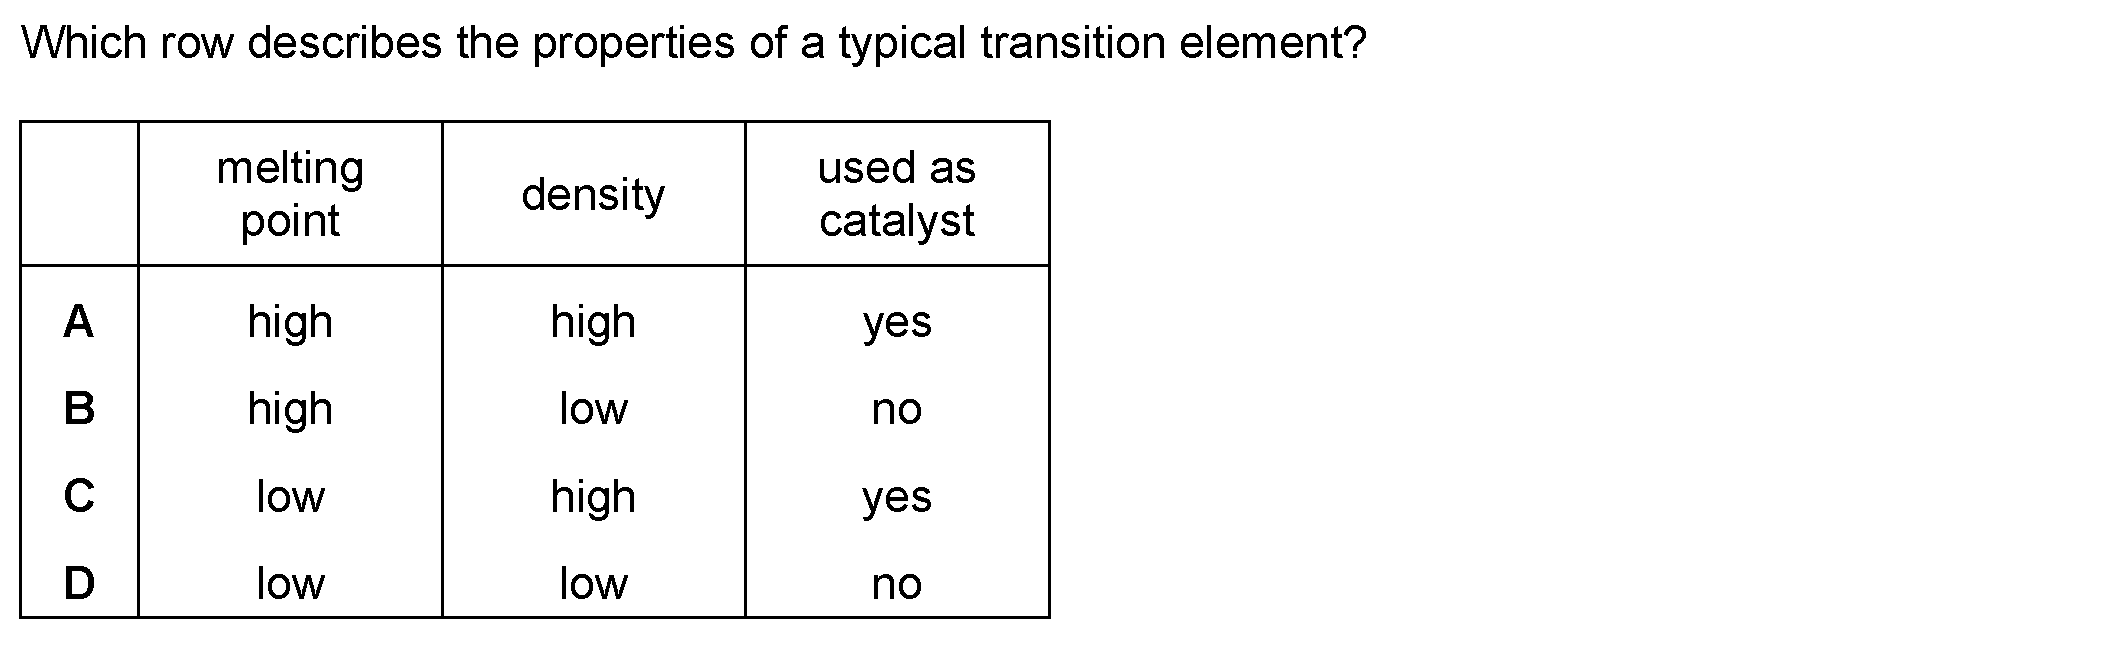 Which row describes the properties of a typical transition element?
melting point density used as catalyst
A high high yes
B high low no
C low high yes
D low low no